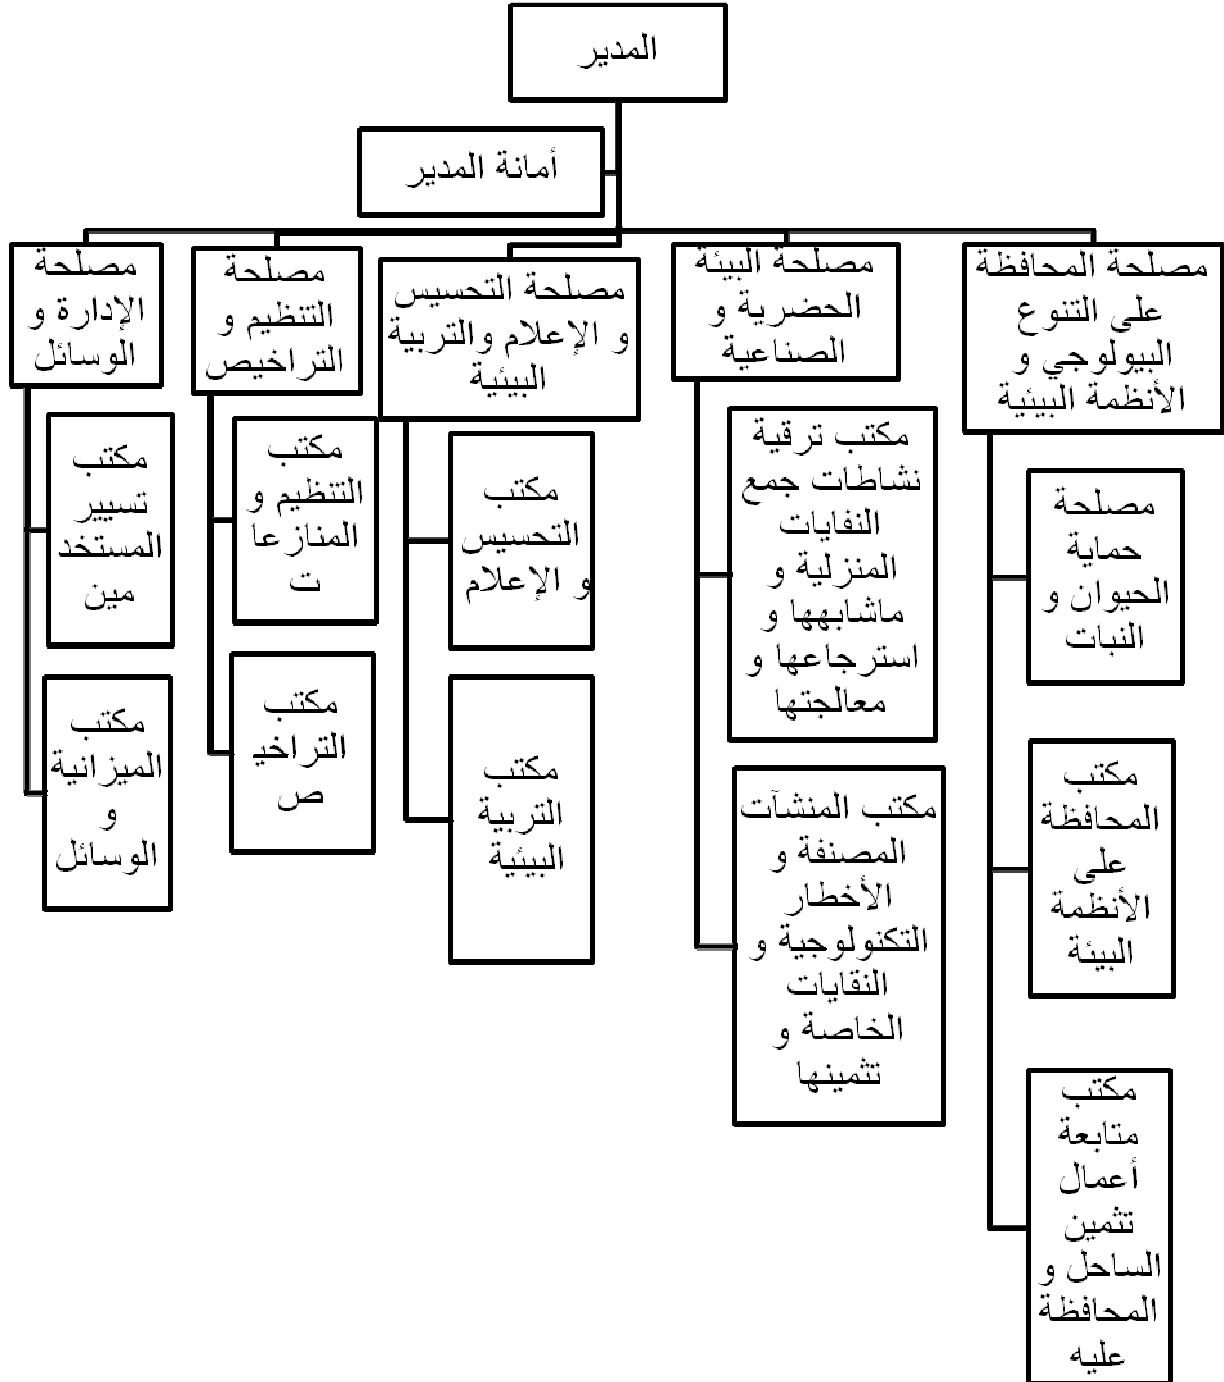 المدير
أمانة المدير
مصلحة المحافظة
على التنوع
البيولوجي و
الأنظمة البيئية
مصلحة
حماية
الحيوان و
النبات
مكتب
المحافظة
على
الأنظمة
البيئة
مكتب
متابعة
أعمال
تثمين
الساحل و
المحافظة
عليه
مصلحة البيئة
الحضرية و
الصناعية
مكتب ترقية
نشاطات جمع
النفايات
المنزلية و
ماشابهها و
استرجاعها و
معالجتها
مكتب المنشآت
المصنفة و
الأخطار
التكنولوجية و
النقايات
الخاصة و
تثمينها
مصلحة التحسيس
و الإعلام والتربية
البيئية
مكتب
التحسيس
و الإعلام
مكتب
التربية
البيئية
مصلحة
التنظيم و
التراخيص
مكتب
التنظيم و
المنازعا
ت
مكتب
التراخي
ص
مصلحة
الإدارة و
الوسائل
مكتب
تسيير
المستخد
مين
مكتب
الميزانية
و
الوسائل